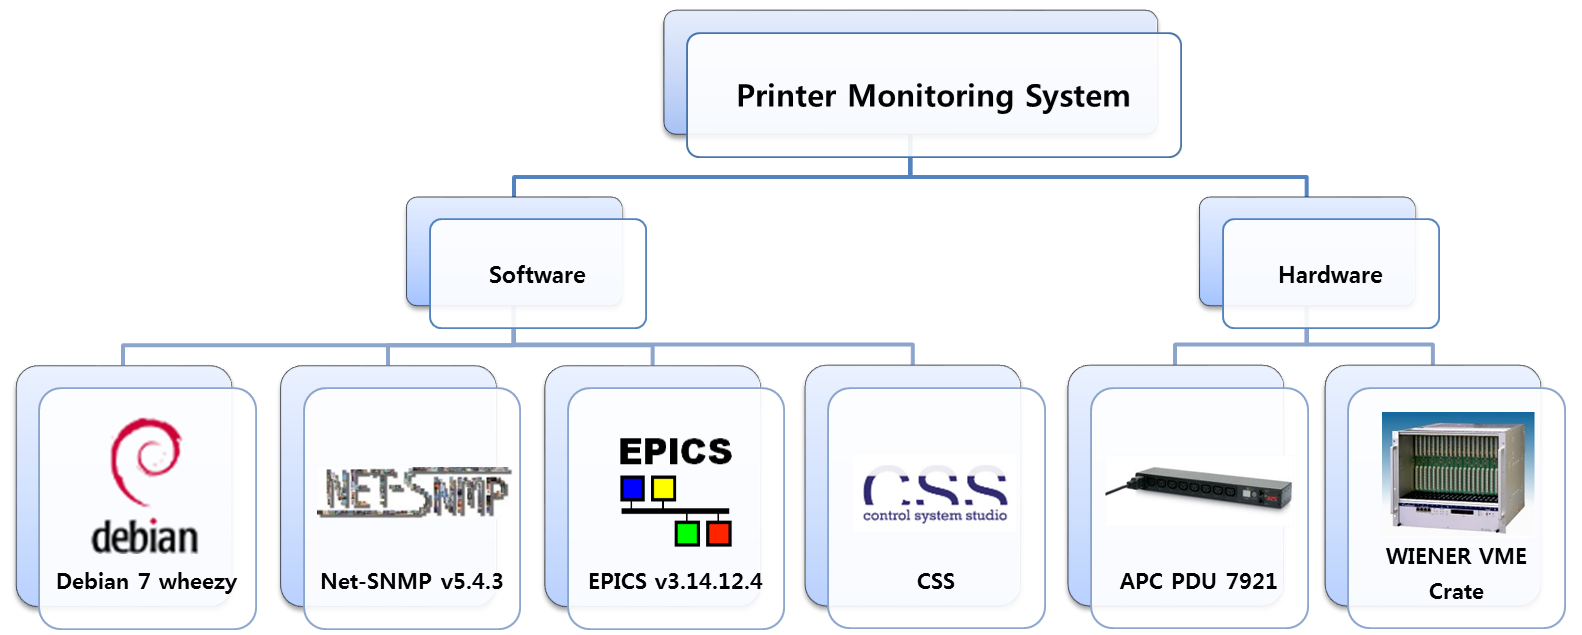 Printer Monitoring System
Software
Hardware
debian
Debian 7 wheezy
NET-SNMP
Net-SNMP v5.4.3
EPICS
EPICS v3.14.12.4
CSS
control system studio
CSS
APC PDU 7921
WIENER VME
Crate